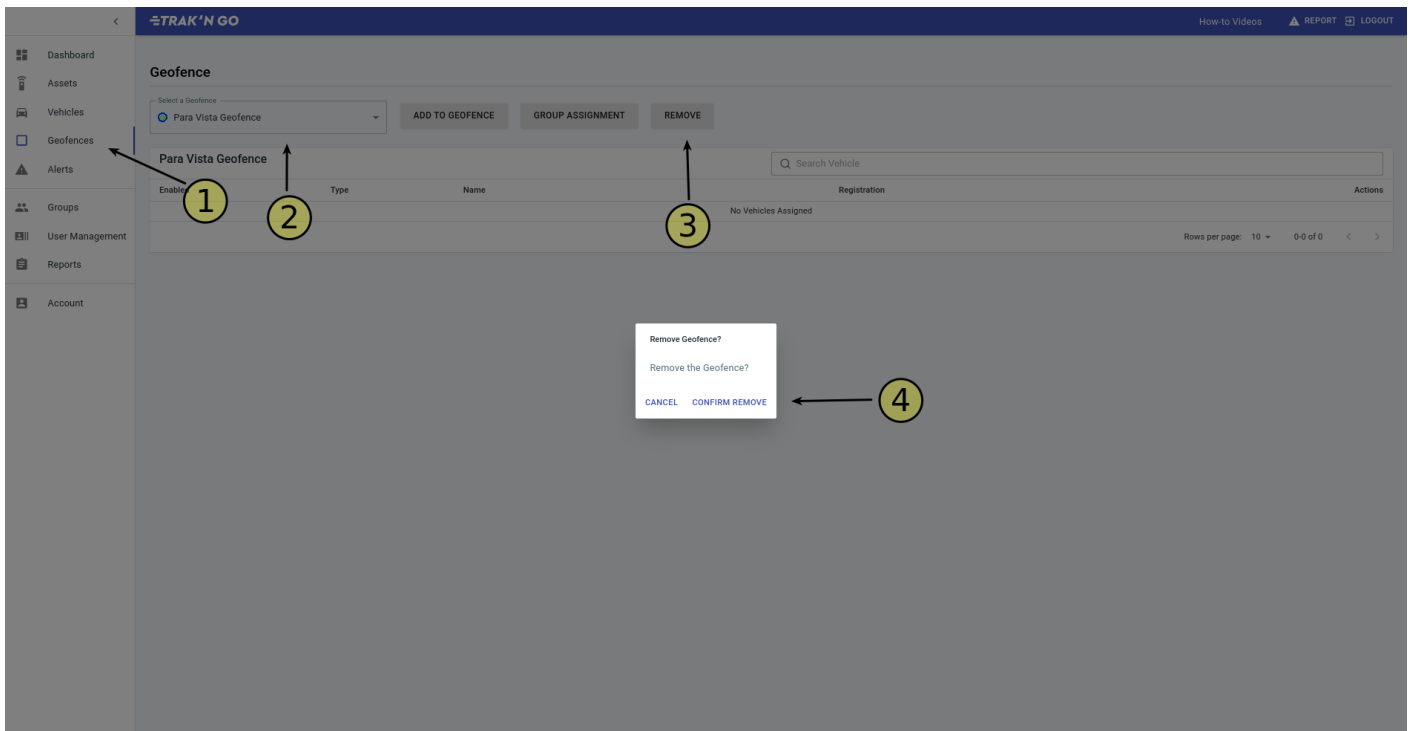 TRAK'N GO
How-to Videos
REPORT
LOGOUT
Dashboard
Assets
Vehicles
Geofences
Alerts
Groups
User Management
Reports
Account
Geofence
Select a Geofence
Para Vista Geofence
ADD TO GEOFENCE
GROUP ASSIGNMENT
REMOVE
Para Vista Geofence
Search Vehicle
Enabled Type Name Registration Actions
No Vehicles Assigned
Rows per page: 10 0-0 of 0
1
2
3
Remove Geofence?
Remove the Geofence?
CANCEL CONFIRM REMOVE
4